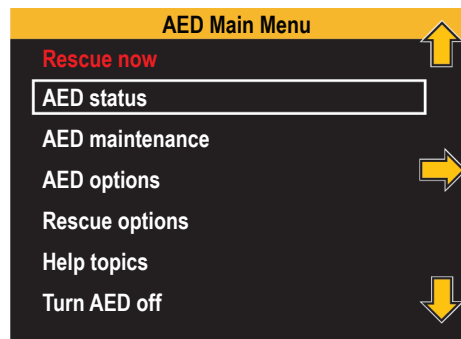 AED Main Menu
Rescue now
AED status
AED maintenance
AED options
Rescue options
Help topics
Turn AED off